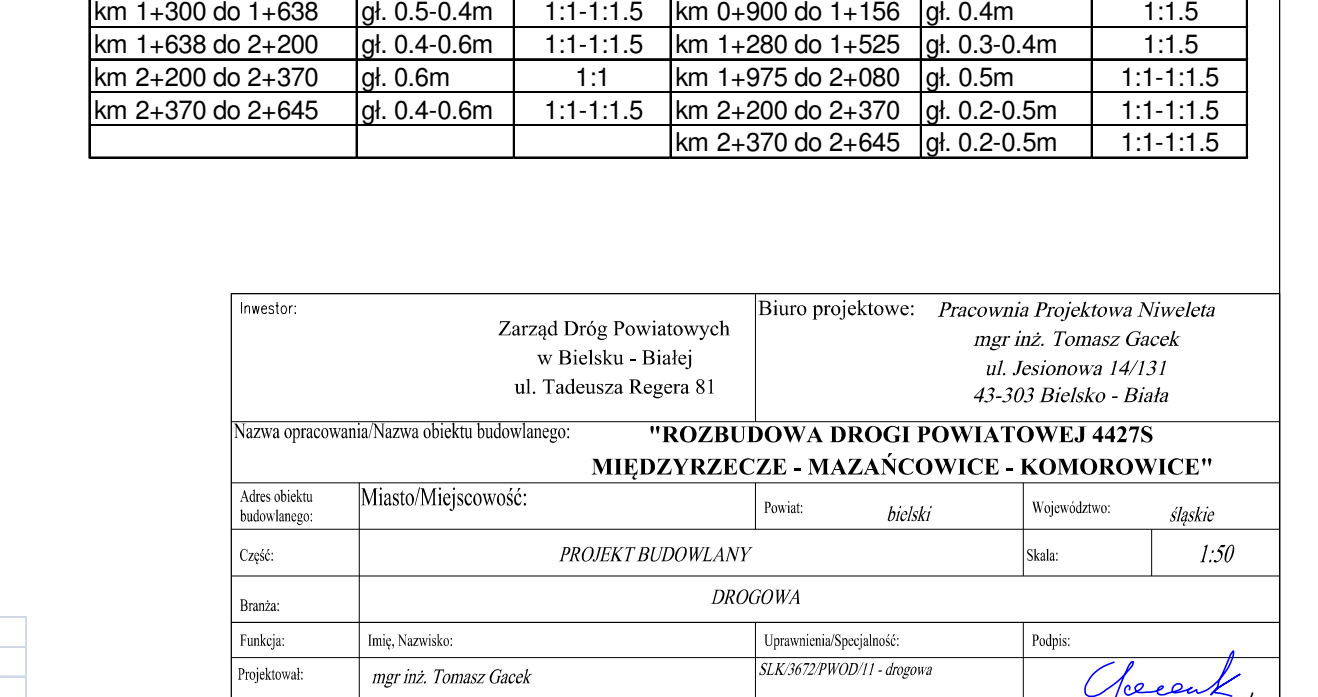 km 1+300 do 1+638 gł. 0.5-0.4m 1:1-1:1.5 km 0+900 do 1+156 gł. 0.4m 1:1.5
km 1+638 do 2+200 gł. 0.4-0.6m 1:1-1:1.5 km 1+280 do 1+525 gł. 0.3-0.4m 1:1.5
km 2+200 do 2+370 gł. 0.6m 1:1 km 1+975 do 2+080 gł. 0.5m 1:1-1:1.5
km 2+370 do 2+645 gł. 0.4-0.6m 1:1-1:1.5 km 2+200 do 2+370 gł. 0.2-0.5m 1:1-1:1.5
km 2+370 do 2+645 gł. 0.2-0.5m 1:1-1:1.5
Inwestor:
Zarząd Dróg Powiatowych
w Bielsku - Białej
ul. Tadeusza Regera 81
Biuro projektowe: Pracownia Projektowa Niweleta
mgr inż. Tomasz Gacek
ul. Jesionowa 14/131
43-303 Bielsko - Biała
Nazwa opracowania/Nazwa obiektu budowlanego: "ROZBUDOWA DROGI POWIATOWEJ 4427S
MIĘDZYRZECZE - MAZAŃCOWICE - KOMOROWICE"
Adres obiektu
budowlanego:
Miasto/Miejscowość:
Powiat: bielski
Województwo: śląskie
Część: PROJEKT BUDOWLANY Skala: 1:50
Branża: DROGOWA
Funkcja: Imię, Nazwisko: Uprawnienia/Specjalność: Podpis:
Projektował: mgr inż. Tomasz Gacek SLK/3672/PWOD/11 - drogowa